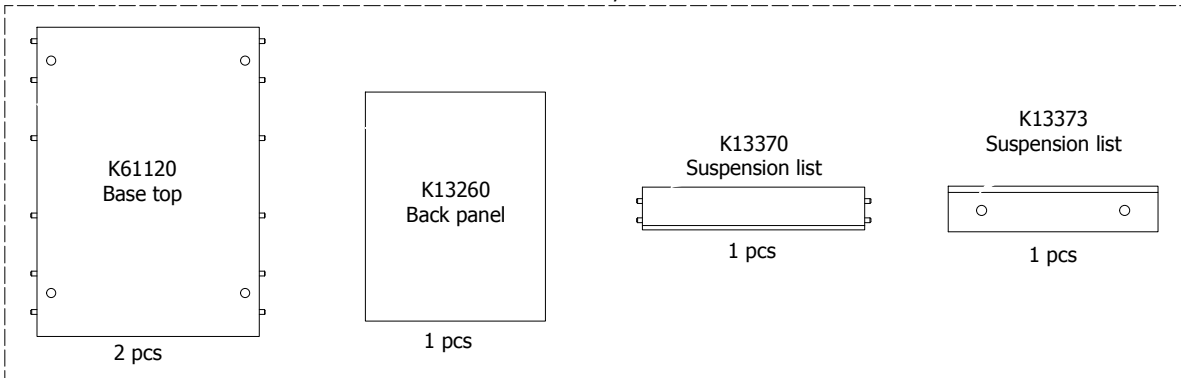 K61120
Base top
2 pcs
K13260
Back panel
1 pcs
K13370
Suspension list
1 pcs
K13373
Suspension list
1 pcs